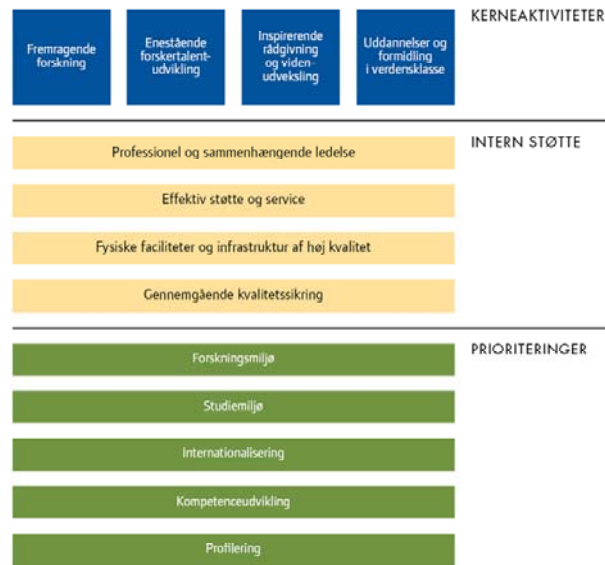 KERNEAKTIVITETER
Fremragende
forskning
Enestående
forskertalent-
udvikling
Inspirerende
rådgivning
og viden-
udveksling
Uddannelser og
formidling
i verdensklasse
INTERN STØTTE
Professionel og sammenhængende ledelse
Effektiv støtte og service
Fysiske faciliteter og infrastruktur af høj kvalitet
Gennemgående kvalitetssikring
PRIORITERINGER
Forskningsmiljø
Studiemiljø
Internationalisering
Kompetenceudvikling
Profilering